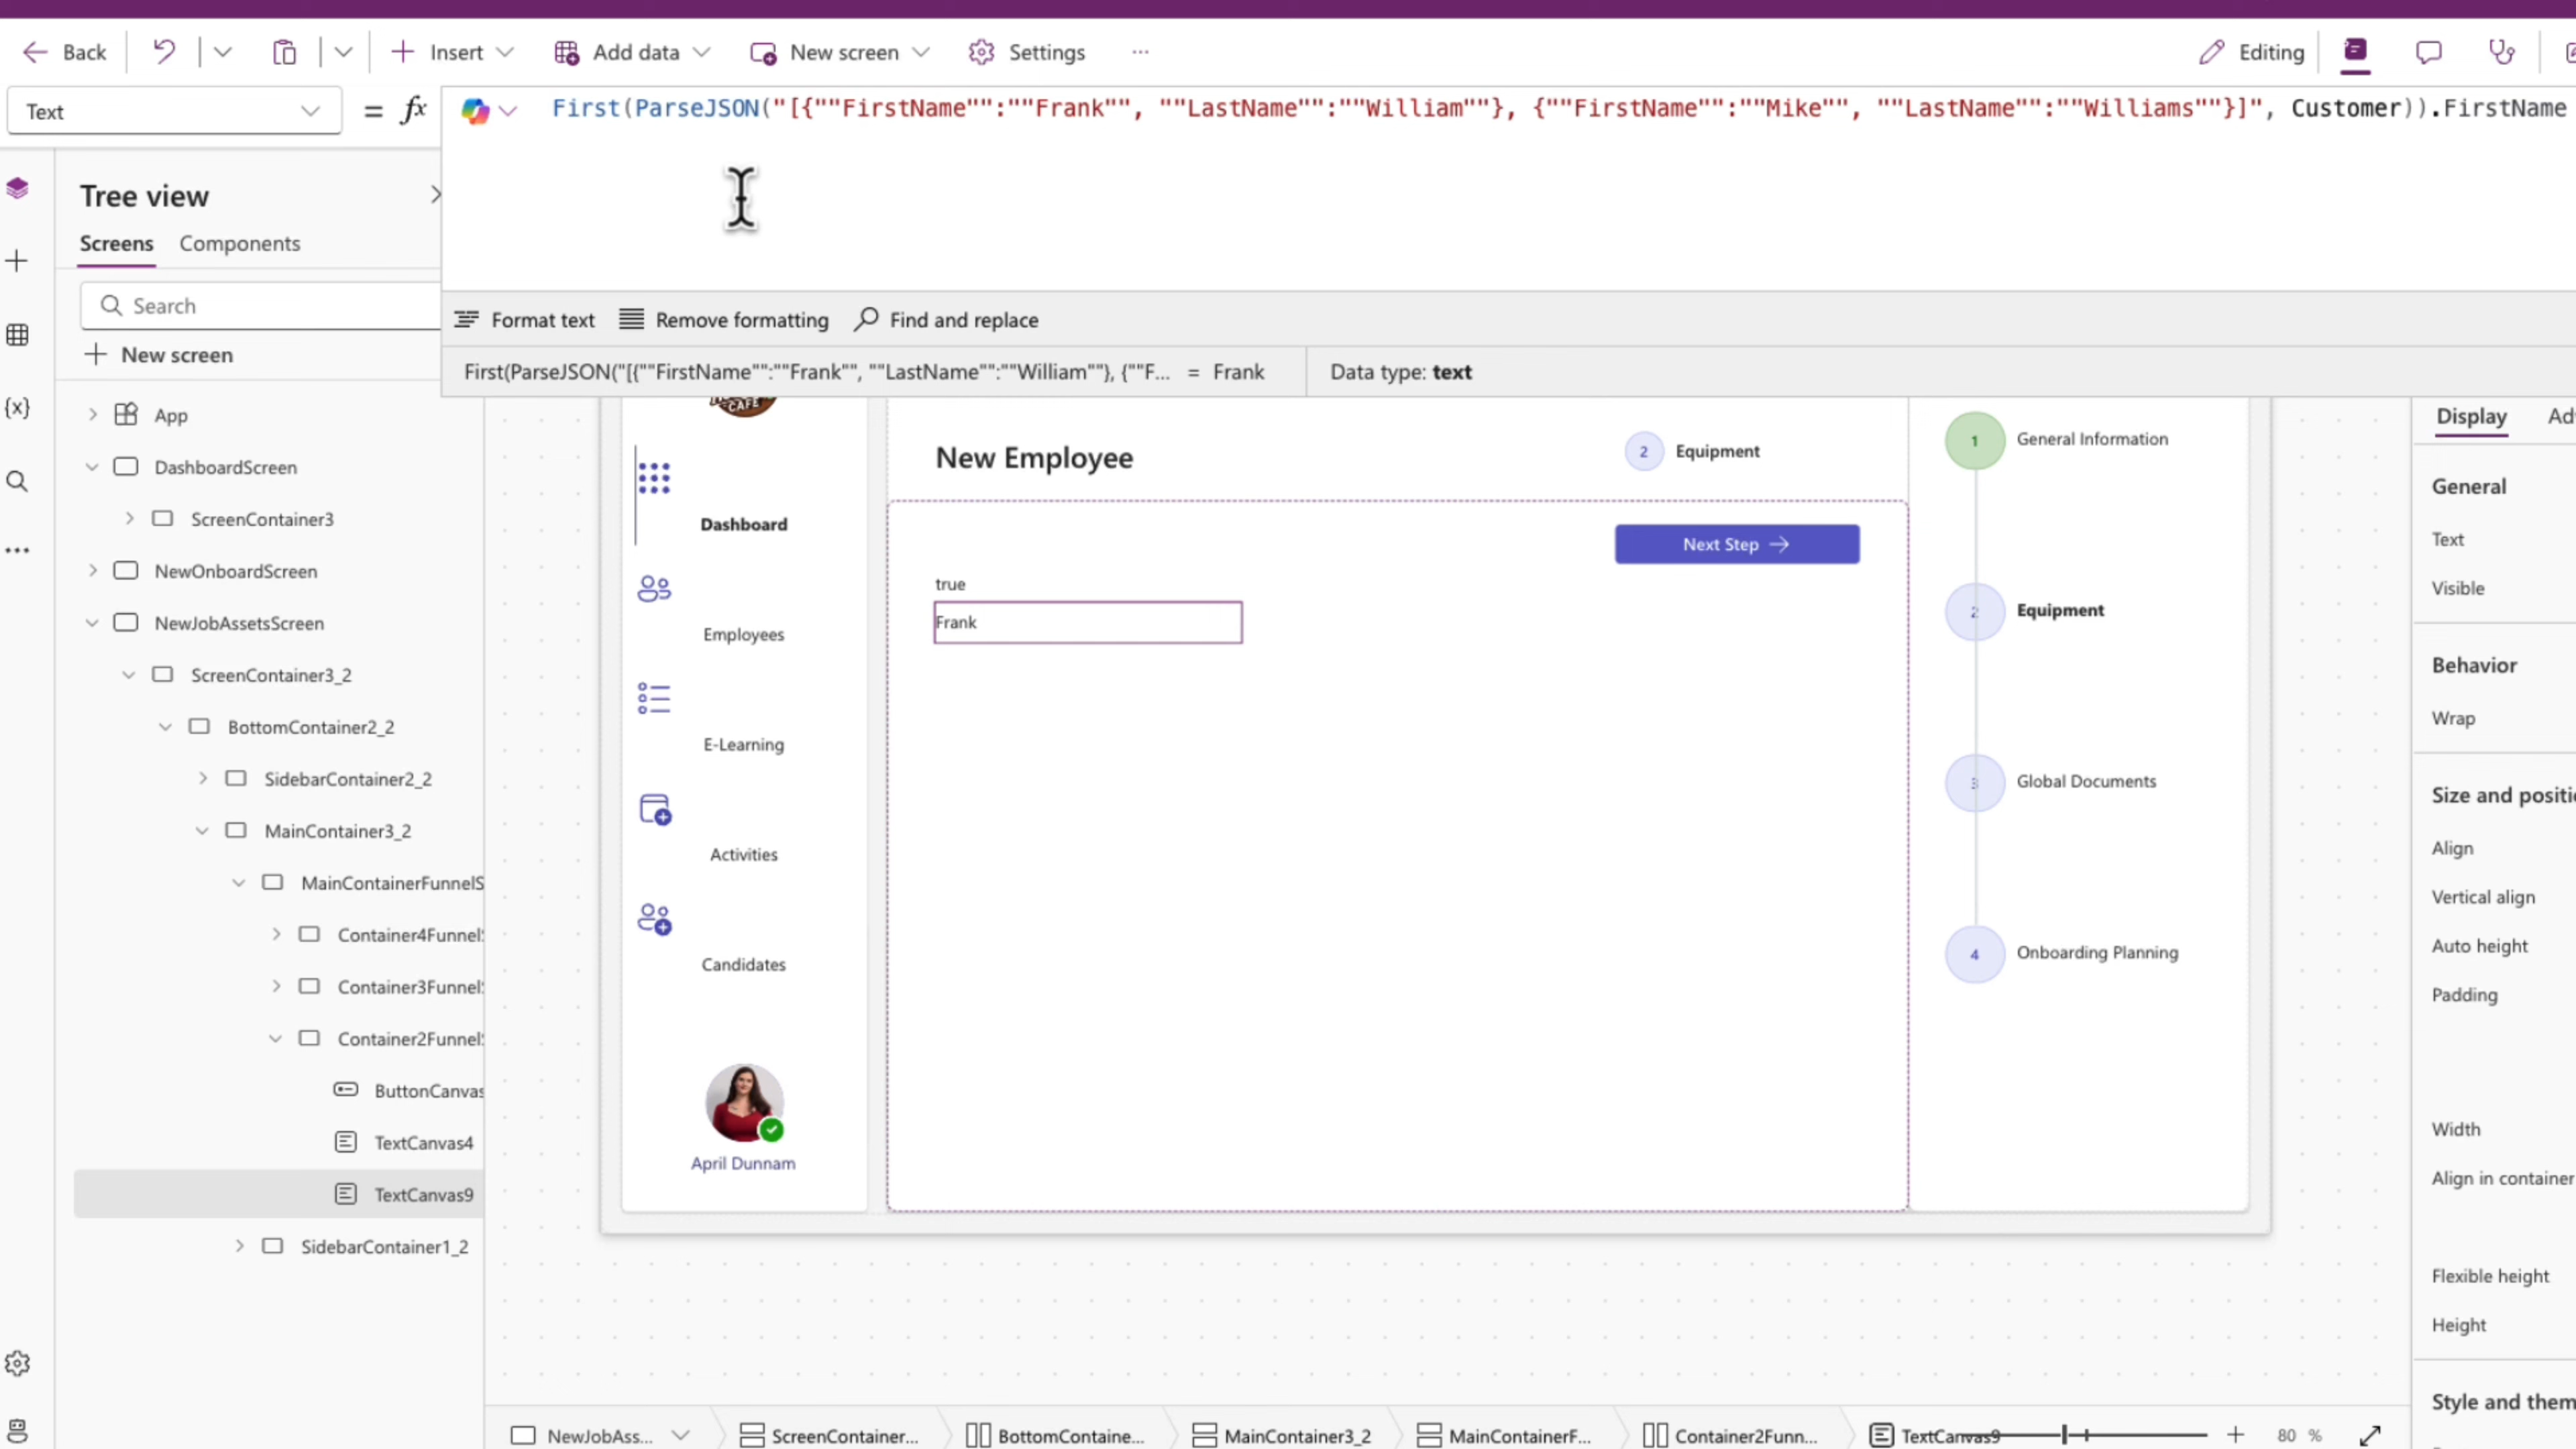 Back
Insert
Add data
New screen
Settings
...
Editing
Text
=
fx
First(ParseJSON("[{""FirstName"":""Frank"", ""LastName"":""William""}, {""FirstName"":""Mike"", ""LastName"":""Williams""}]", Customer)).FirstName
Tree view
Screens
Components
Search
New screen
Format text
Remove formatting
Find and replace
First(ParseJSON("[{""FirstName"":""Frank"", ""LastName"":""William""}, {""F... = Frank
Data type: text
App
DashboardScreen
ScreenContainer3
NewOnboardScreen
NewJobAssetsScreen
ScreenContainer3_2
BottomContainer2_2
SidebarContainer2_2
MainContainer3_2
MainContainerFunnelS
Container4Funnel
Container3Funnel
Container2Funnel
ButtonCanvas
TextCanvas4
TextCanvas9
SidebarContainer1_2
CAFE
Dashboard
Employees
E-Learning
Activities
Candidates
April Dunnam
New Employee
2 Equipment
Next Step
true
Frank
1 General Information
2 Equipment
3 Global Documents
4 Onboarding Planning
Display
Ad
General
Text
Visible
Behavior
Wrap
Size and positi
Align
Vertical align
Auto height
Padding
Width
Align in container
Flexible height
Height
Style and them
NewJobAss...
ScreenContainer...
BottomContaine...
MainContainer3_2
MainContainerF...
Container2Funn...
TextCanvas9
80 %